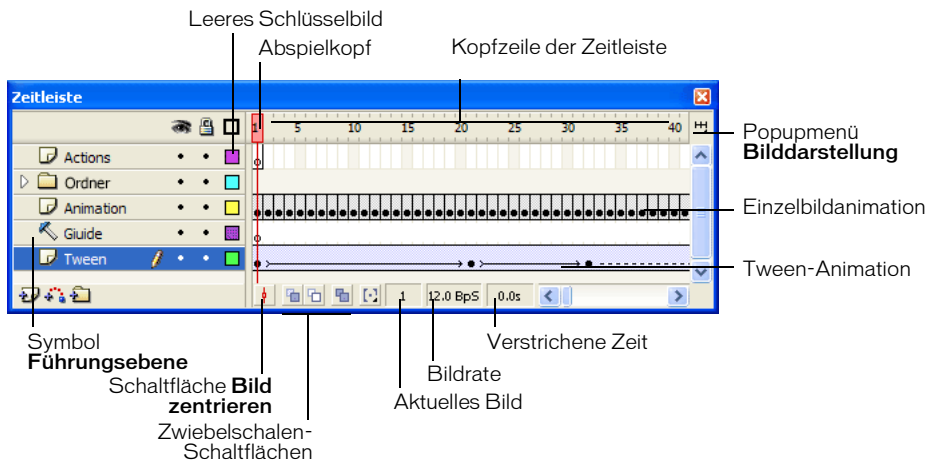 Leeres Schlüsselbild
Abspielkopf
Kopfzeile der Zeitleiste
Zeitleiste
1 5 10 15 20 25 30 35 40
Actions
Ordner
Animation
Giuide
Tween
1 12.0 BpS 0.0s
Popupmenü
Bilddarstellung
Einzelbildanimation
Tween-Animation
Symbol
Führungsebene
Schaltfläche Bild
zentrieren
Zwiebelschalen-
Schaltflächen
Verstrichene Zeit
Bildrate
Aktuelles Bild